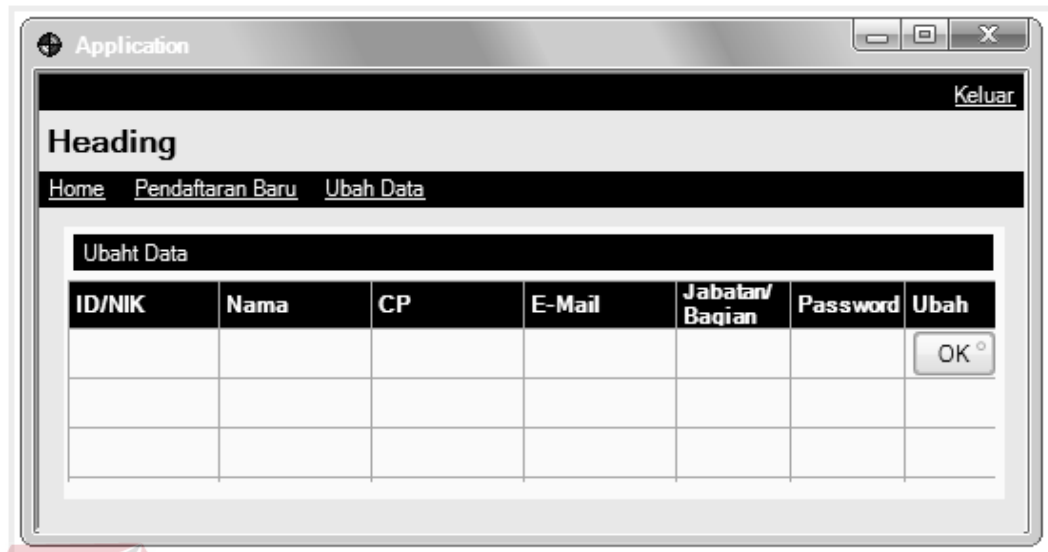 Application
Keluar
Heading
Home Pendaftaran Baru Ubah Data
Ubaht Data
ID/NIK Nama CP E-Mail Jabatan/ Bagian Password Ubah
OK